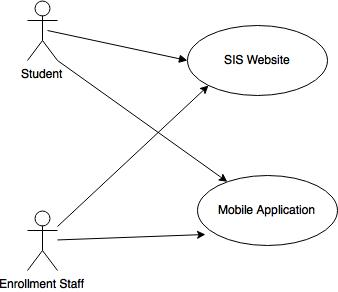 SIS Website
Student
Mobile Application
Enrollment Staff